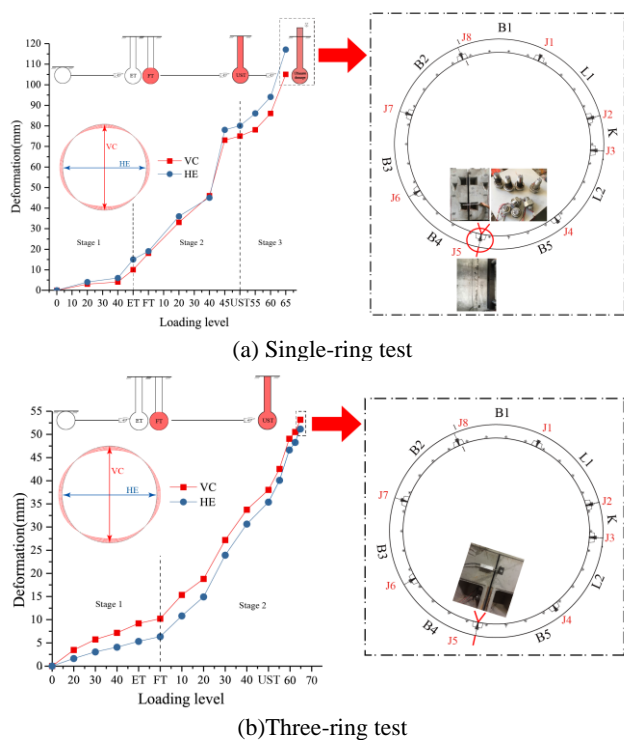 120
110
100
90
80
70
60
50
40
30
20
10
0
Deformation(mm)
ET
FT
UST
VC
HE
VC
HE
Stage 1
Stage 2
Stage 3
0 20 40 ET FT 20 40 45 UST 55 60 65
Loading level
B1
J8
J1
B2
L1
J7
J2
K
J3
B3
J6
L2
B4
J5
J4
B5
(a) Single-ring test
55
50
45
40
35
30
25
20
15
10
5
0
Deformation(mm)
ET
FT
UST
VC
HE
VC
HE
Stage 1
Stage 2
0 20 30 40 ET FT 10 20 30 40 50 UST 60 70
Loading level
B1
J8
J1
B2
L1
J7
J2
K
J3
B3
J6
L2
B4
J5
J4
B5
(b)Three-ring test